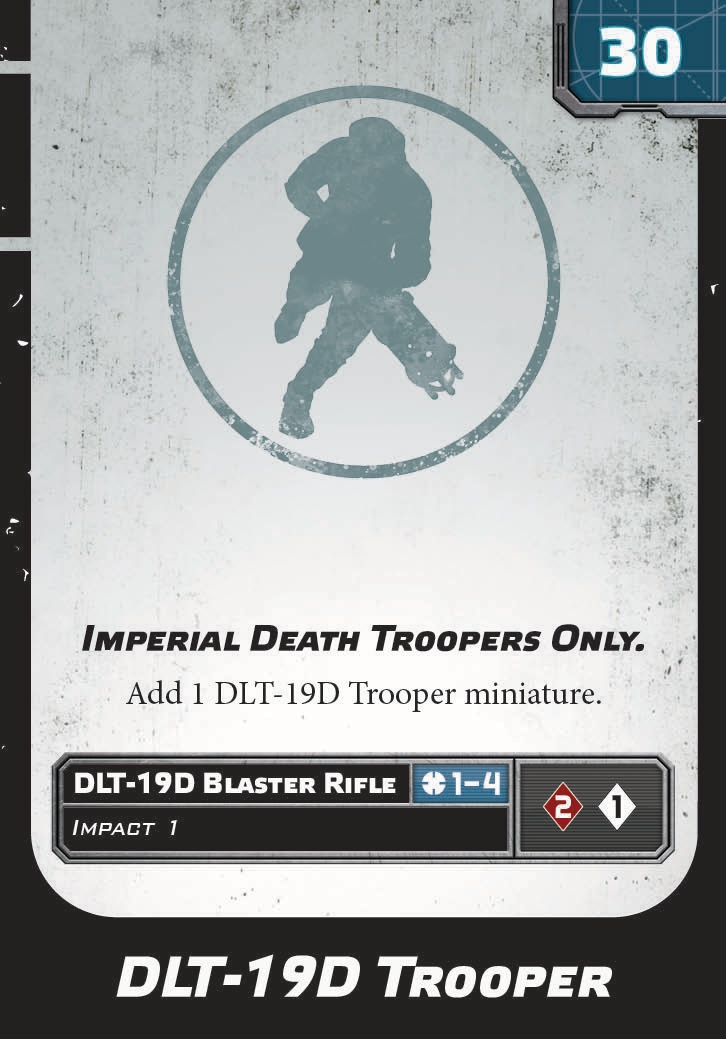 30
Imperial Death Troopers Only.
Add 1 DLT-19D Trooper miniature.
DLT-19D Blaster Rifle 1–4
2 1
Impact 1
DLT-19D Trooper